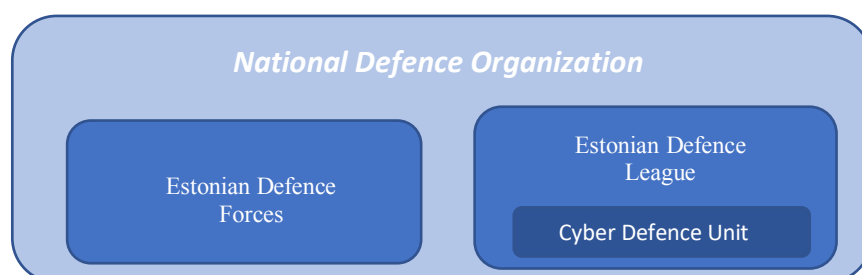 National Defence Organization
Estonian Defence
Forces
Estonian Defence
League
Cyber Defence Unit